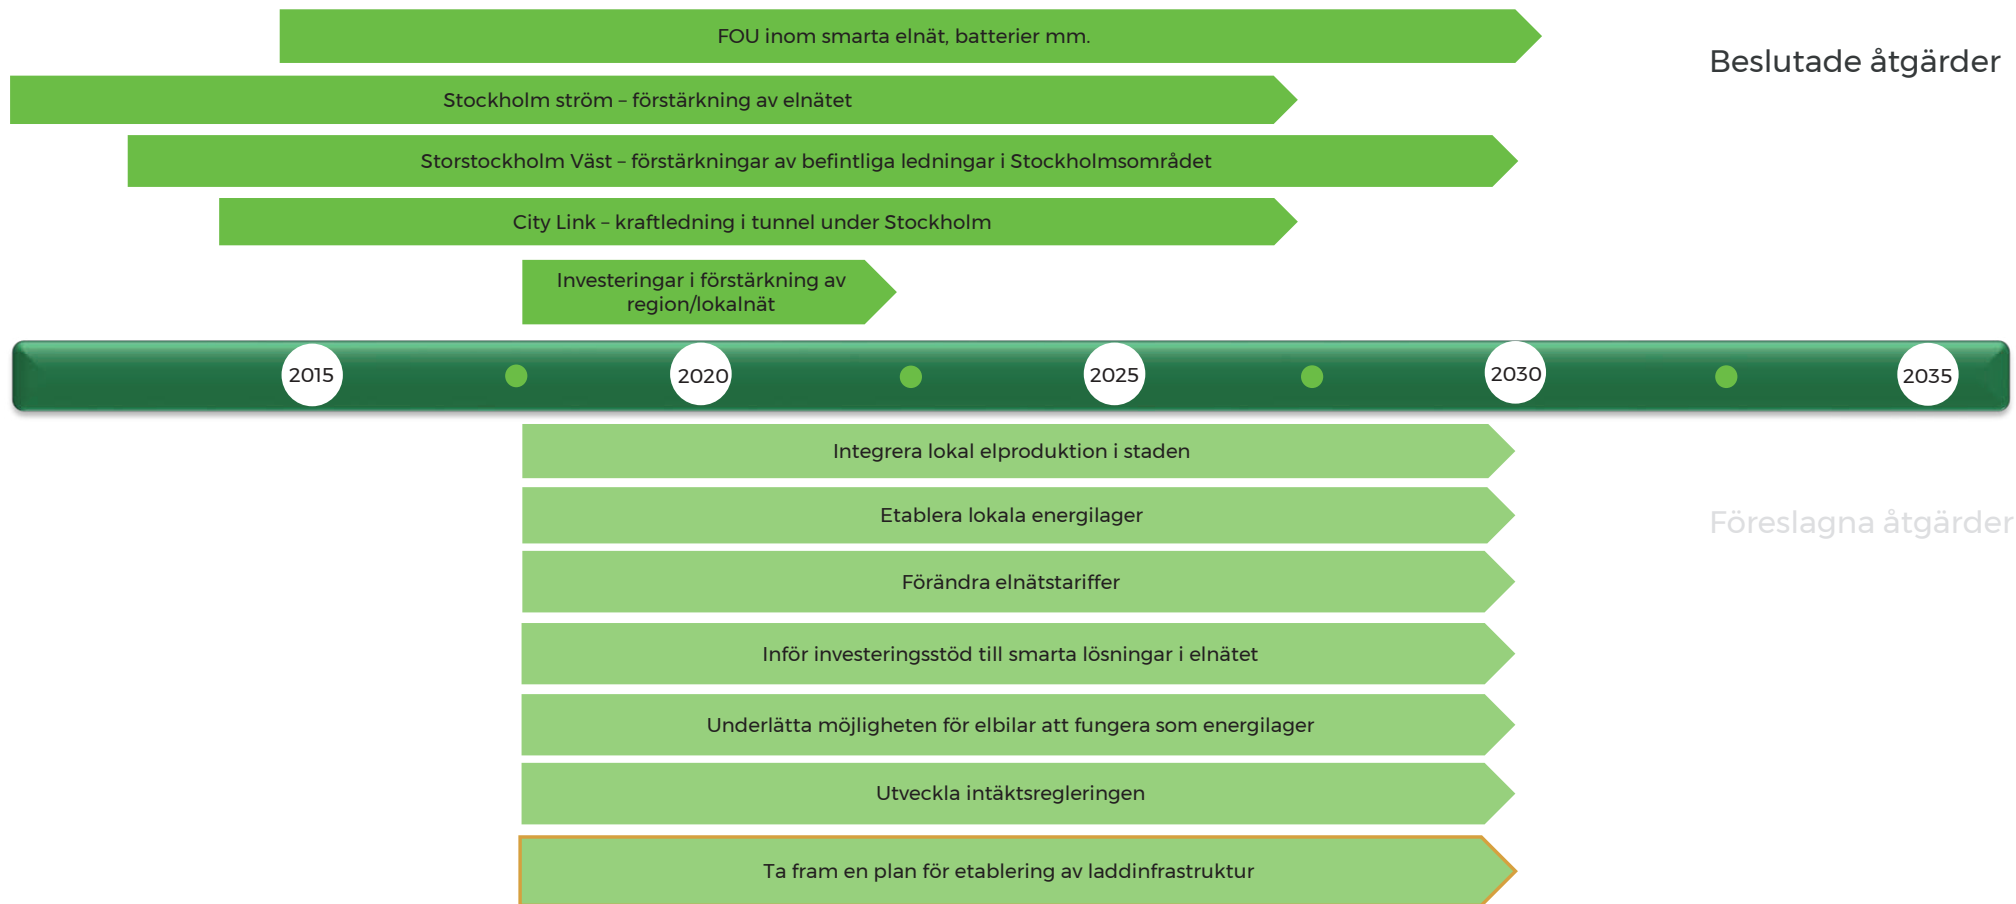 FOU inom smarta elnät, batterier mm.
Beslutade åtgärder
Stockholm ström – förstärkning av elnätet
Storstockholm Väst – förstärkningar av befintliga ledningar i Stockholmsområdet
City Link – kraftledning i tunnel under Stockholm
Investeringar i förstärkning av
region/lokalnät
2015
2020
2025
2030
2035
Integrera lokal elproduktion i staden
Etablera lokala energilager
Föreslagna åtgärder
Förändra elnätstariffer
Inför investeringsstöd till smarta lösningar i elnätet
Underlätta möjligheten för elbilar att fungera som energilager
Utveckla intäktsregleringen
Ta fram en plan för etablering av laddinfrastruktur